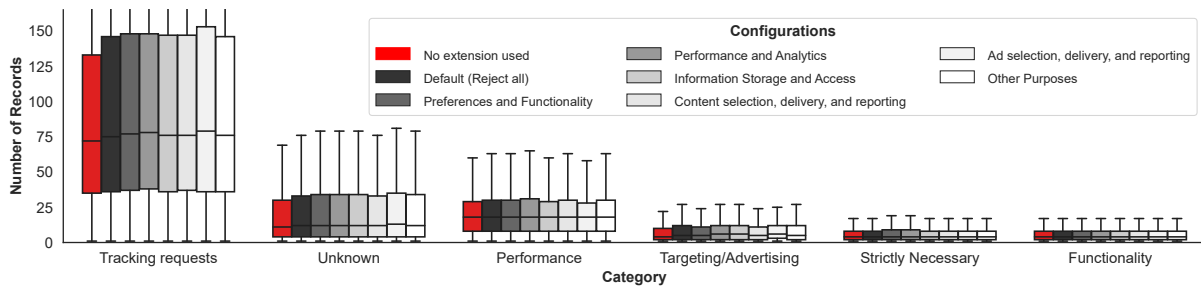 Number of Records
150
125
100
75
50
25
0
Configurations
No extension used
Default (Reject all)
Preferences and Functionality
Performance and Analytics
Information Storage and Access
Content selection, delivery, and reporting
Ad selection, delivery, and reporting
Other Purposes
Tracking requests
Unknown
Performance
Targeting/Advertising
Strictly Necessary
Functionality
Category